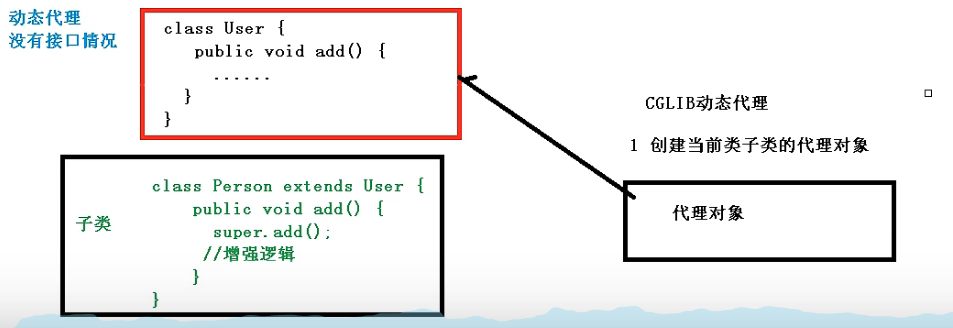 动态代理
没有接口情况
class User {
public void add() {
......
}
}
CGLIB动态代理
1 创建当前类子类的代理对象
代理对象
子类
class Person extends User {
public void add() {
super.add();
//增强逻辑
}
}